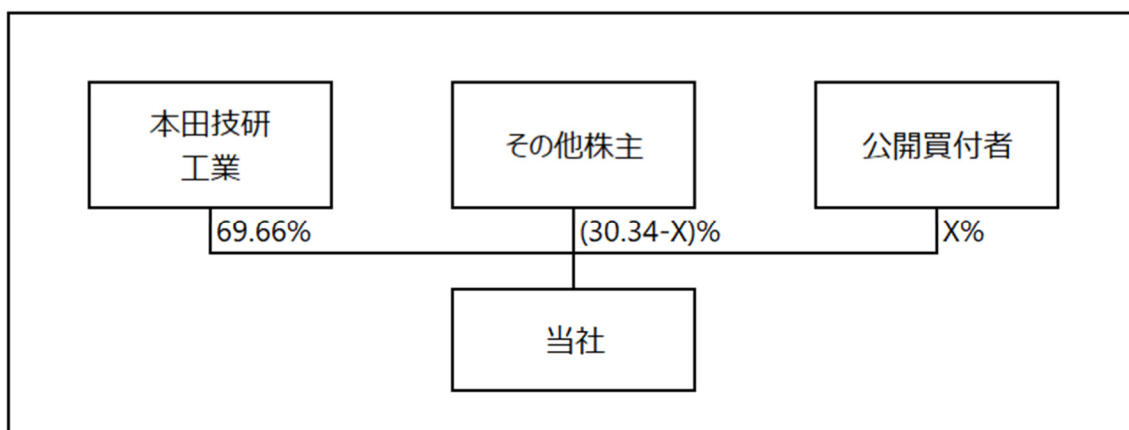 本田技研
工業
その他株主
公開買付者
69.66%
(30.34-X)%
X%
当社